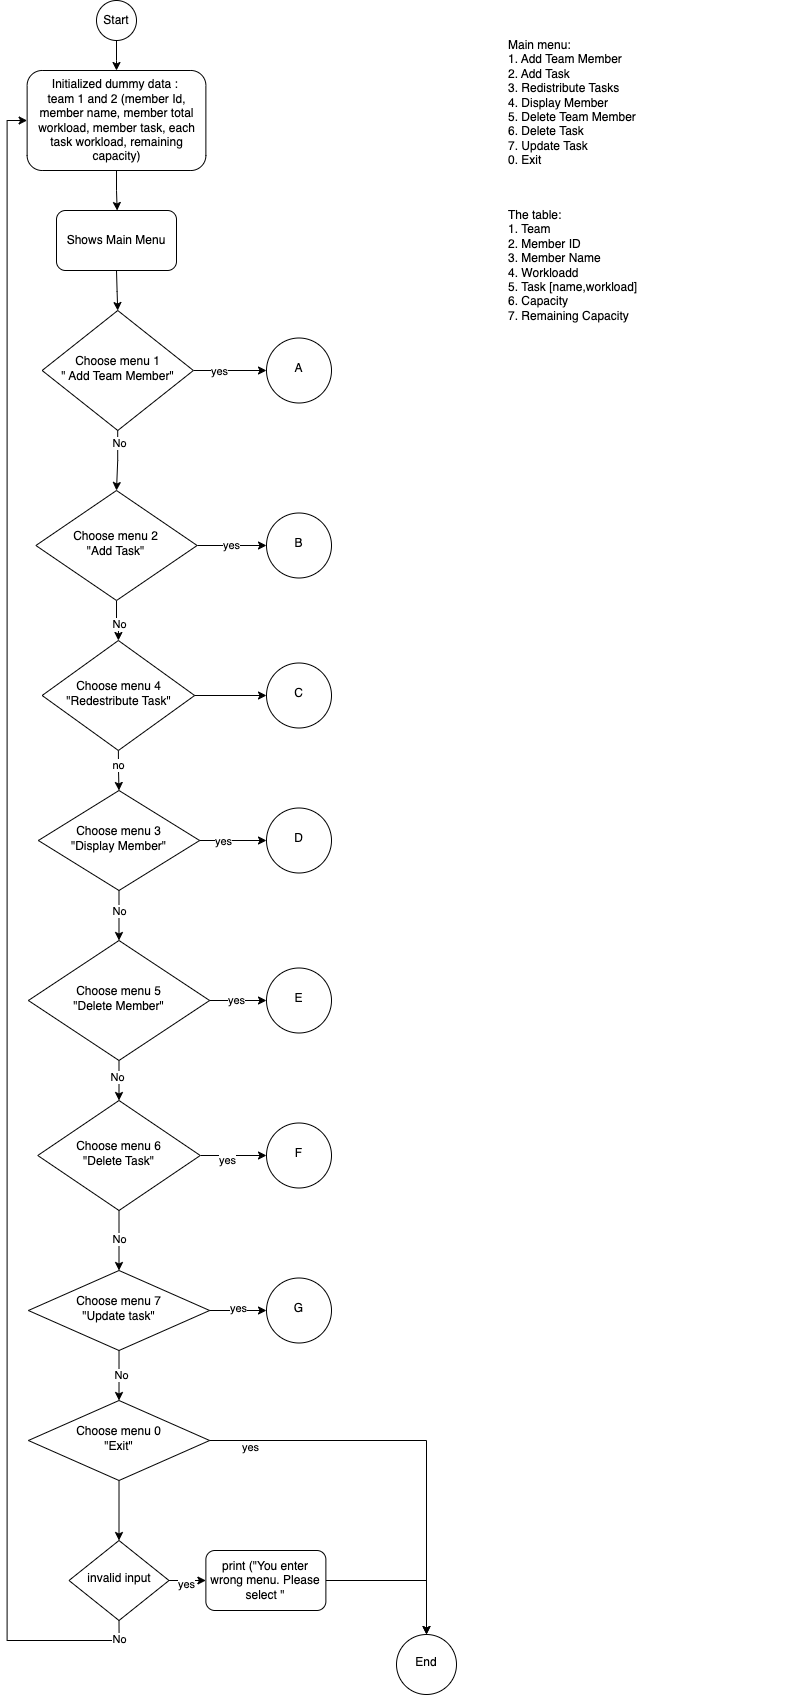 Start
Initialized dummy data :
team 1 and 2 (member Id,
member name, member total
workload, member task, each
task workload, remaining
capacity)
Shows Main Menu
Choose menu 1
" Add Team Member"
yes
A
No
Choose menu 2
"Add Task"
yes
B
No
Choose menu 4
"Redestribute Task"
C
no
Choose menu 3
"Display Member"
yes
D
No
Choose menu 5
"Delete Member"
yes
E
No
Choose menu 6
"Delete Task"
yes
F
No
Choose menu 7
"Update task"
yes
G
No
Choose menu 0
"Exit"
yes
invalid input
yes
print ("You enter
wrong menu. Please
select "
No
End
Main menu:
1. Add Team Member
2. Add Task
3. Redistribute Tasks
4. Display Member
5. Delete Team Member
6. Delete Task
7. Update Task
0. Exit
The table:
1. Team
2. Member ID
3. Member Name
4. Workloadd
5. Task [name,workload]
6. Capacity
7. Remaining Capacity